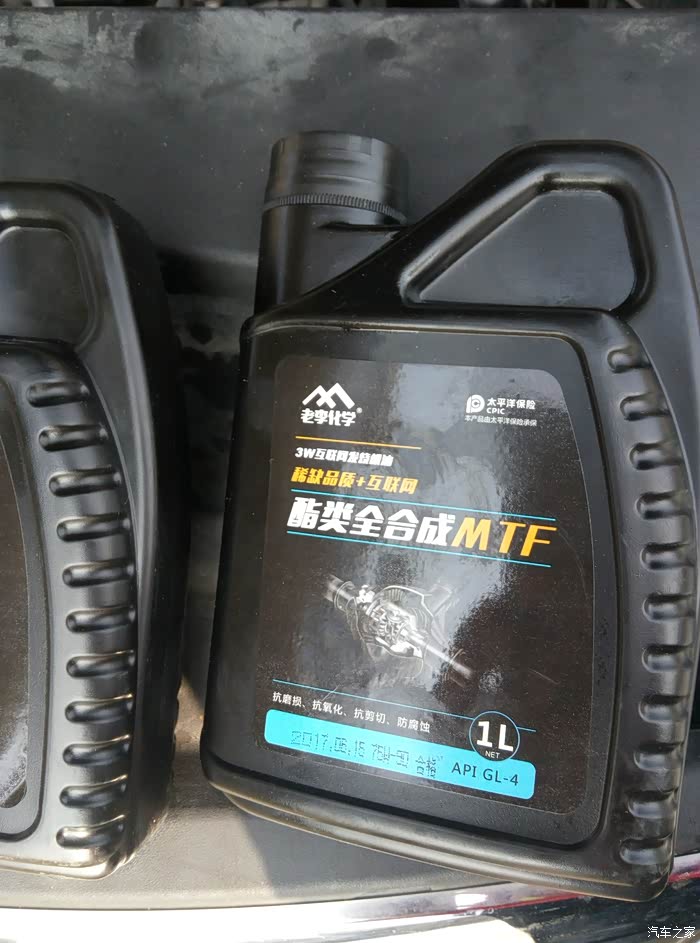 老李化学®
太平洋保险
CPIC
本产品由太平洋保险承保
3W互联网发烧机油
稀缺品质+互联网
酯类全合成MTF
抗磨损、抗氧化、抗剪切、防腐蚀
1L
NET
2017.06.16 75W-90 合格
API GL-4
汽车之家